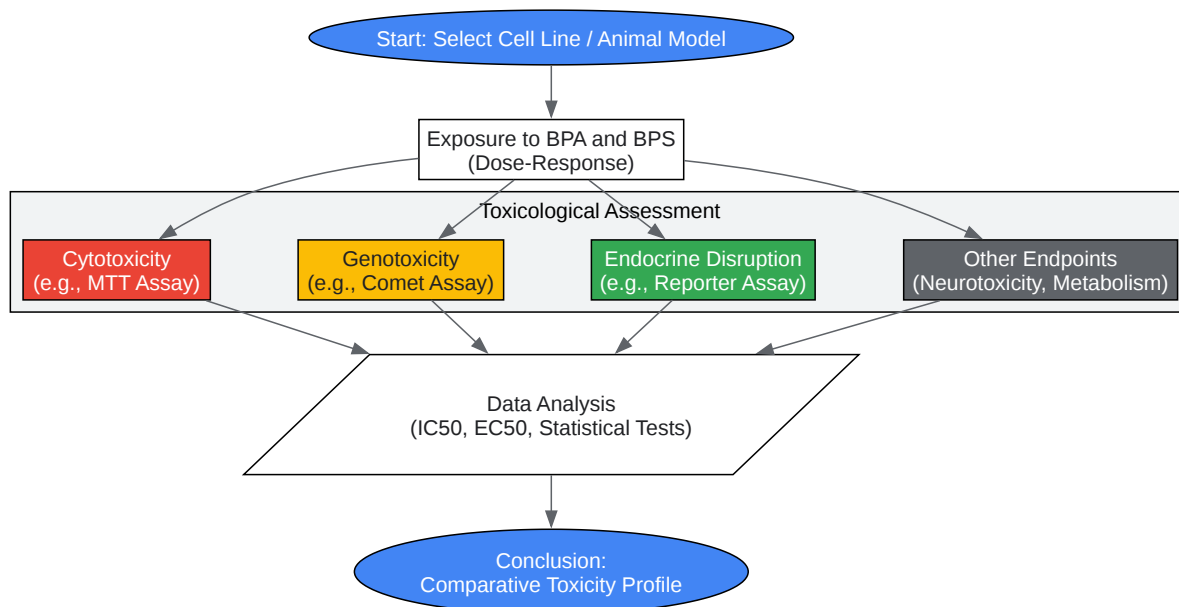 Start: Select Cell Line / Animal Model
Exposure to BPA and BPS
(Dose-Response)
Toxicological Assessment
Cytotoxicity
(e.g., MTT Assay)
Genotoxicity
(e.g., Comet Assay)
Endocrine Disruption
(e.g., Reporter Assay)
Other Endpoints
(Neurotoxicity, Metabolism)
Data Analysis
(IC50, EC50, Statistical Tests)
Conclusion:
Comparative Toxicity Profile